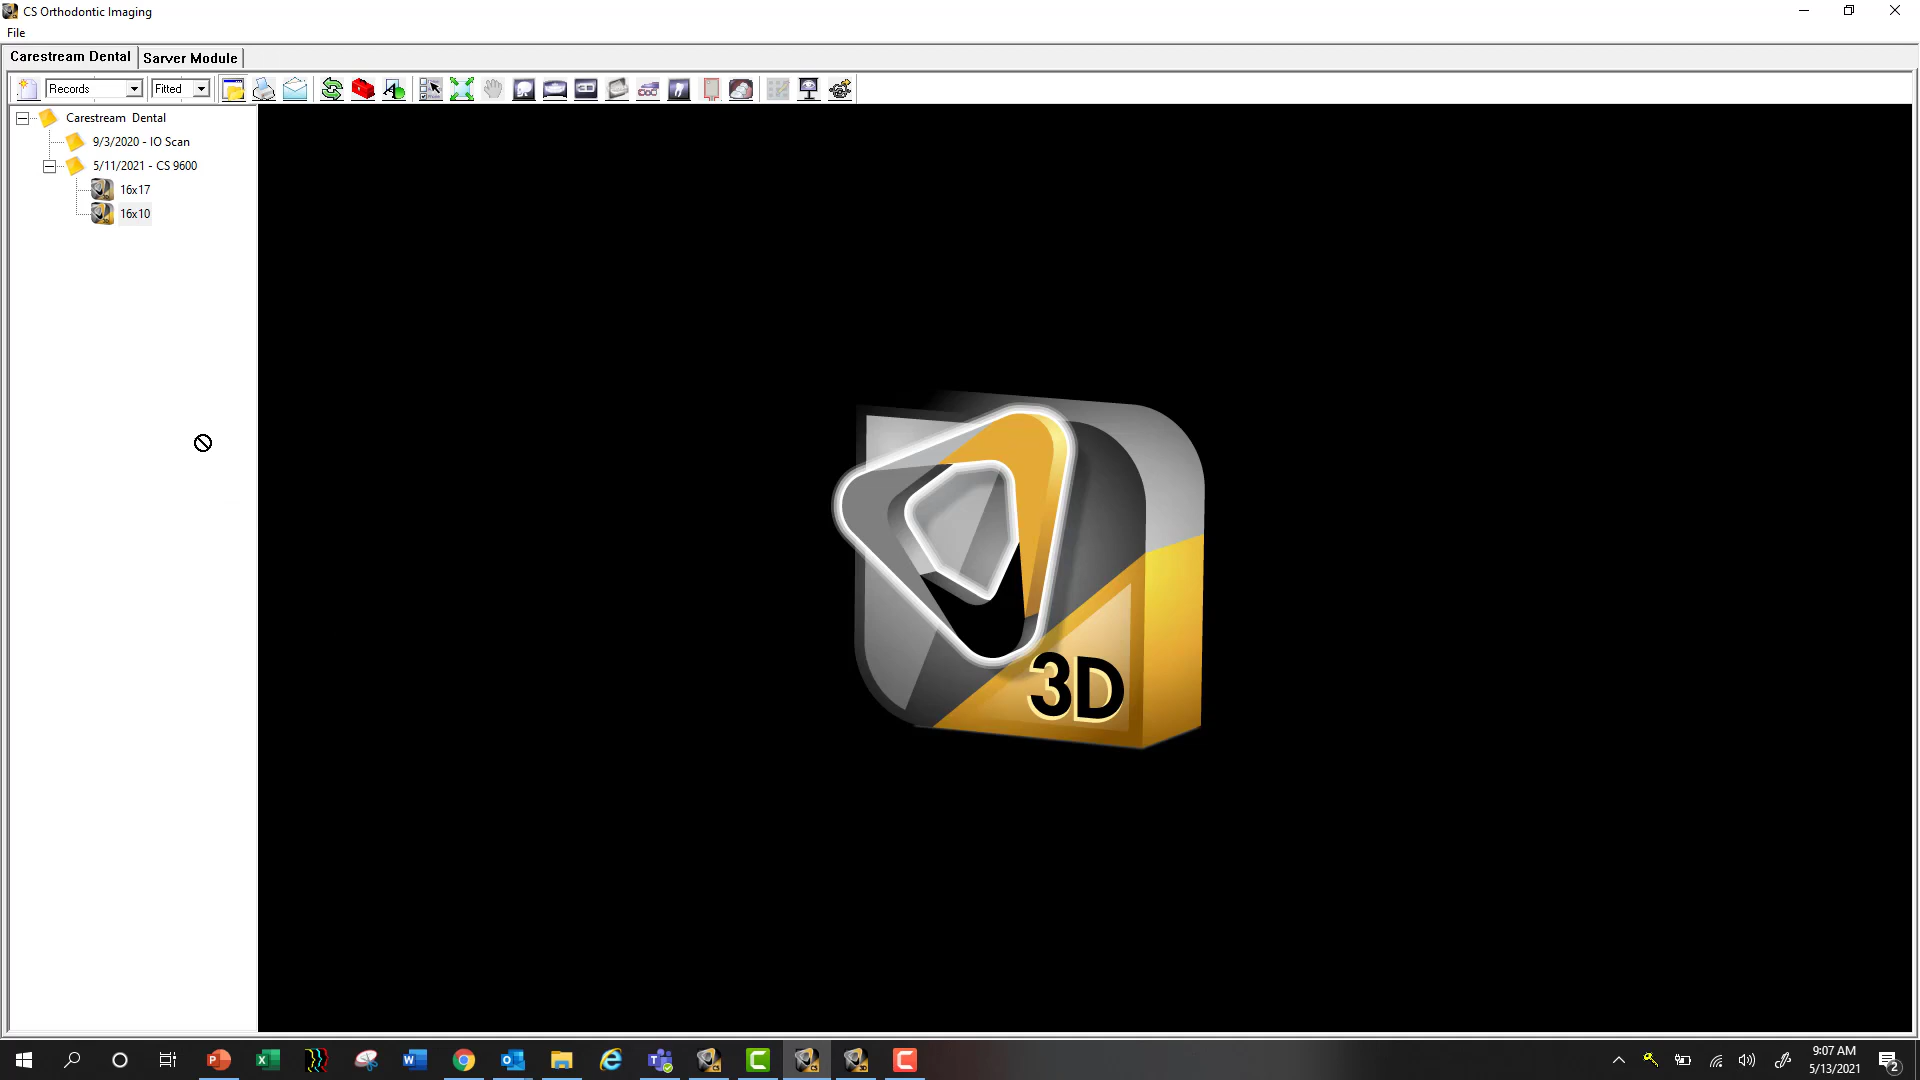 CS Orthodontic Imaging
File
Carestream Dental
Sarver Module
Records
Fitted
Carestream Dental
9/3/2020 - IO Scan
5/11/2021 - CS 9600
16x17
16x10
3D
9:07 AM
5/13/2021
2